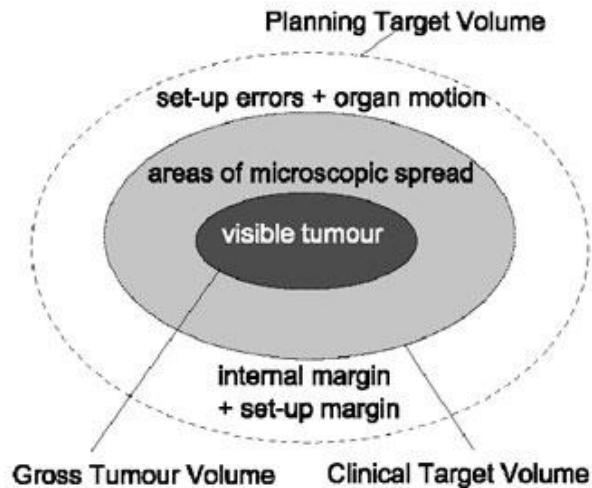 Planning Target Volume
set-up errors + organ motion
areas of microscopic spread
visible tumour
internal margin
+ set-up margin
Gross Tumour Volume
Clinical Target Volume